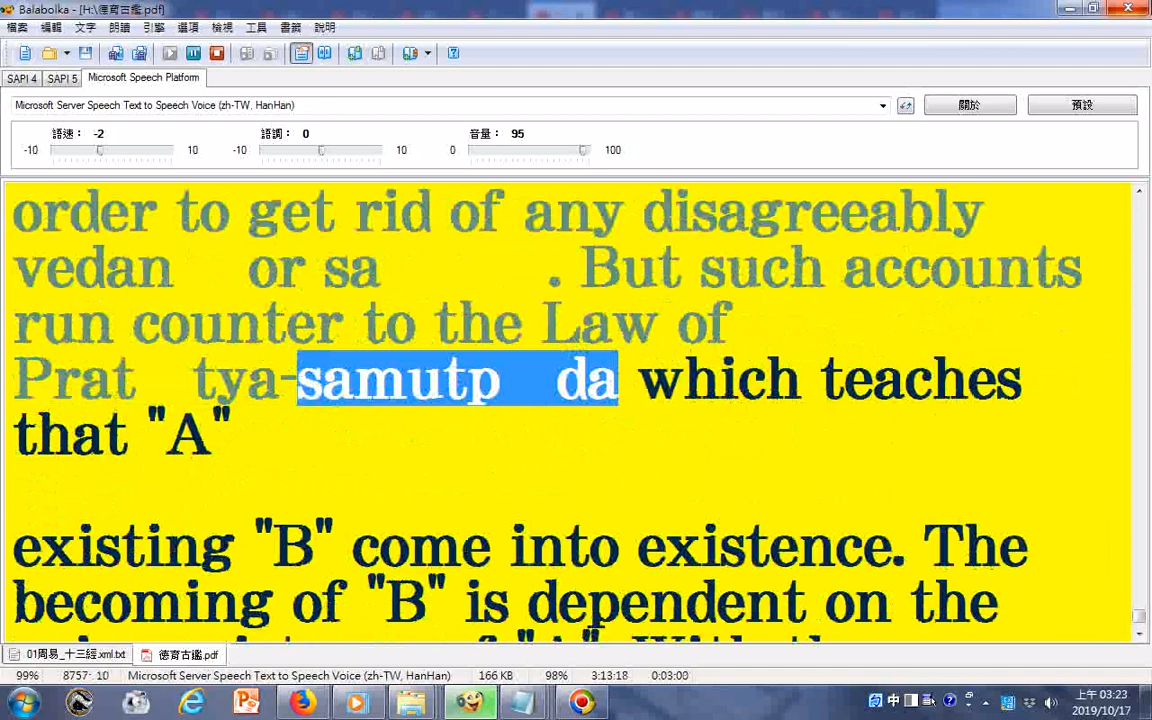 Balabolka - [H:\德育古鑑.pdf]
檔案 編輯 文字 朗讀 引擎 選項 檢視 工具 書籤 說明
SAPI 4 SAPI 5 Microsoft Speech Platform
Microsoft Server Speech Text to Speech Voice (zh-TW, HanHan) 關於 預設
語速： -2 語調： 0 音量： 95
-10 10 -10 10 0 100
order to get rid of any disagreeably
vedan or sa . But such accounts
run counter to the Law of
Prat tya-samutp da which teaches
that "A"
existing "B" come into existence. The
becoming of "B" is dependent on the
01周易_十三經.xml.txt 德育古鑑.pdf
99% 8757: 10 Microsoft Server Speech Text to Speech Voice (zh-TW, HanHan) 166 KB 98% 3:13:18 0:03:00
中 上午 03:23
2019/10/17